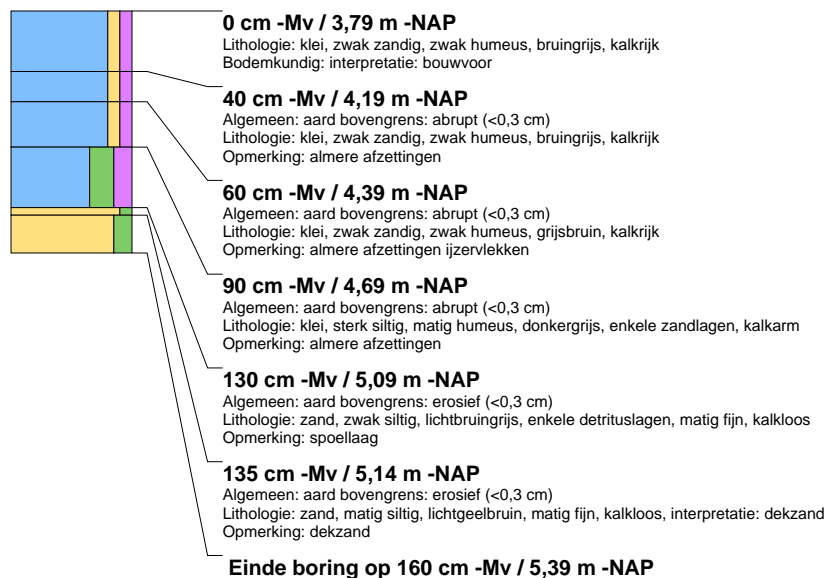 0 cm -Mv / 3,79 m -NAP
Lithologie: klei, zwak zandig, zwak humeus, bruingrijs, kalkrijk
Bodemkundig: interpretatie: bouwvoor
40 cm -Mv / 4,19 m -NAP
Algemeen: aard bovengrens: abrupt (<0,3 cm)
Lithologie: klei, zwak zandig, zwak humeus, bruingrijs, kalkrijk
Opmerking: almere afzettingen
60 cm -Mv / 4,39 m -NAP
Algemeen: aard bovengrens: abrupt (<0,3 cm)
Lithologie: klei, zwak zandig, zwak humeus, grijsbruin, kalkrijk
Opmerking: almere afzettingen ijzervlekken
90 cm -Mv / 4,69 m -NAP
Algemeen: aard bovengrens: abrupt (<0,3 cm)
Lithologie: klei, sterk siltig, matig humeus, donkergrijs, enkele zandlagen, kalkarm
Opmerking: almere afzettingen
130 cm -Mv / 5,09 m -NAP
Algemeen: aard bovengrens: erosief (<0,3 cm)
Lithologie: zand, zwak siltig, lichtbruingrijs, enkele detrituslagen, matig fijn, kalkloos
Opmerking: spoellaag
135 cm -Mv / 5,14 m -NAP
Algemeen: aard bovengrens: erosief (<0,3 cm)
Lithologie: zand, matig siltig, lichtgeelbruin, matig fijn, kalkloos, interpretatie: dekzand
Opmerking: dekzand
Einde boring op 160 cm -Mv / 5,39 m -NAP